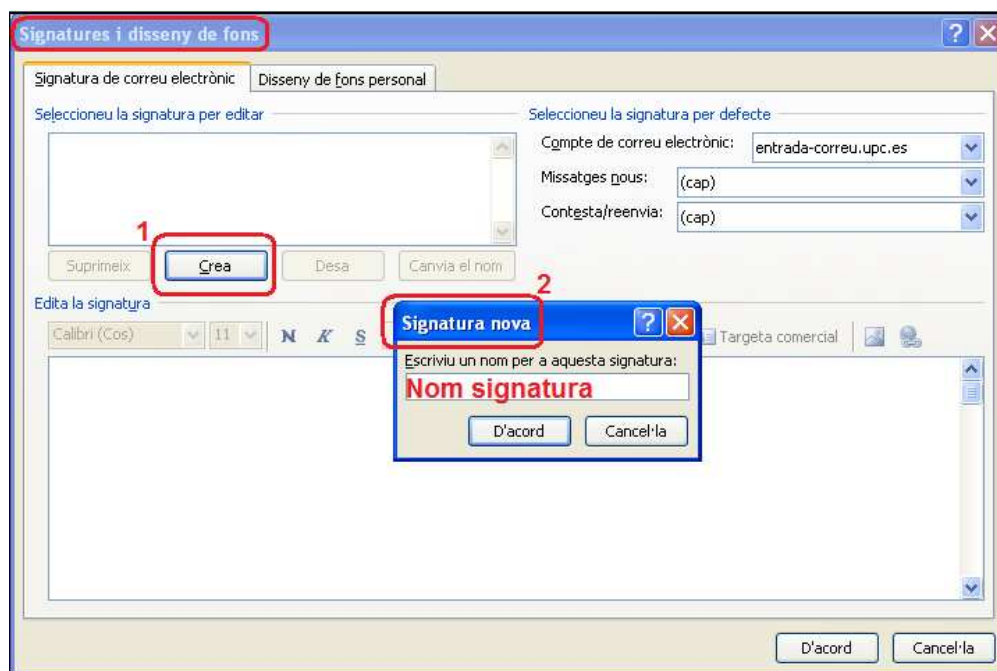 Signatures i disseny de fons
Signatura de correu electrònic Disseny de fons personal
Seleccioneu la signatura per editar Seleccioneu la signatura per defecte
Compte de correu electrònic: entrada-correu.upc.es
Missatges nous: (cap)
Contesta/reenvia: (cap)
1
Suprimeix Crea Desa Canvia el nom
2
Edita la signatura
Calibri (Cos) 11 N K S Targeta comercial
Signatura nova
Escriviu un nom per a aquesta signatura:
Nom signatura
D'acord Cancel·la
D'acord Cancel·la